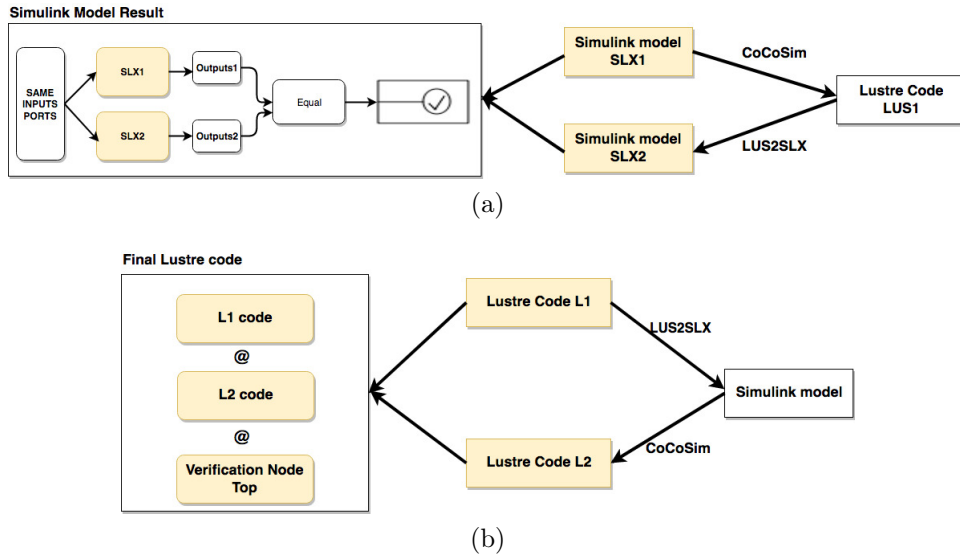 Simulink Model Result
SAME
INPUTS
PORTS
SLX1
Outputs1
SLX2
Outputs2
Equal
Simulink model
SLX1
CoCoSim
Lustre Code
LUS1
Simulink model
SLX2
LUS2SLX
(a)
Final Lustre code
L1 code
@
L2 code
@
Verification Node
Top
Lustre Code L1
LUS2SLX
Simulink model
CoCoSim
Lustre Code L2
(b)